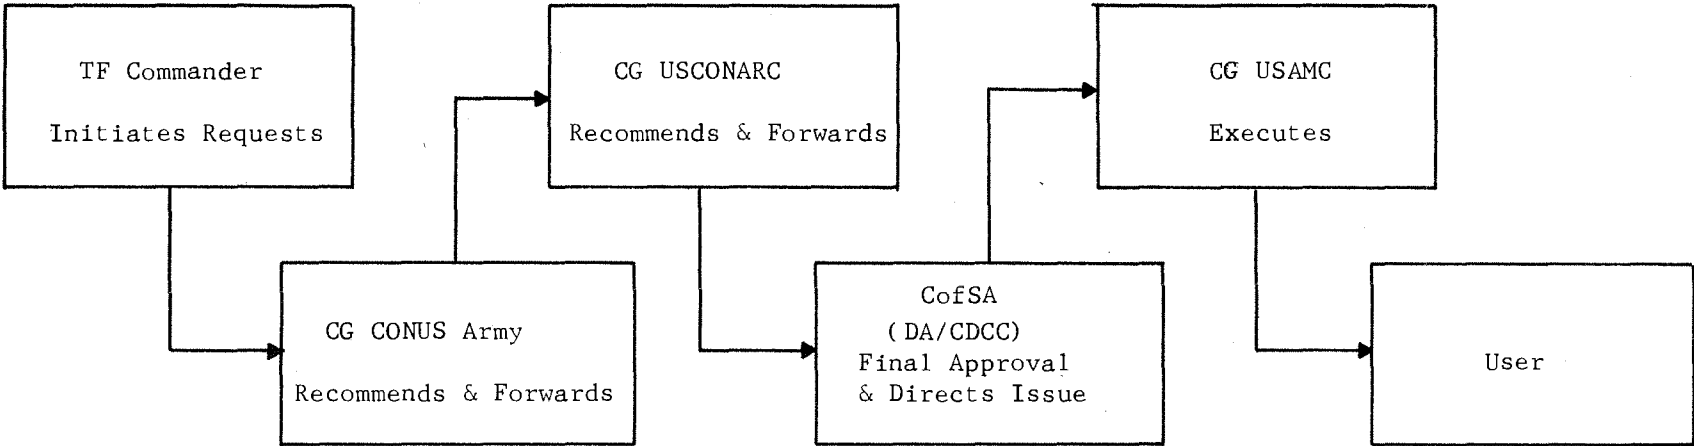 TF Commander
Initiates Requests
CG CONUS Army
Recommends & Forwards
CG USCONARC
Recommends & Forwards
CofSA
(DA/CDCC)
Final Approval
& Directs Issue
CG USAMC
Executes
User